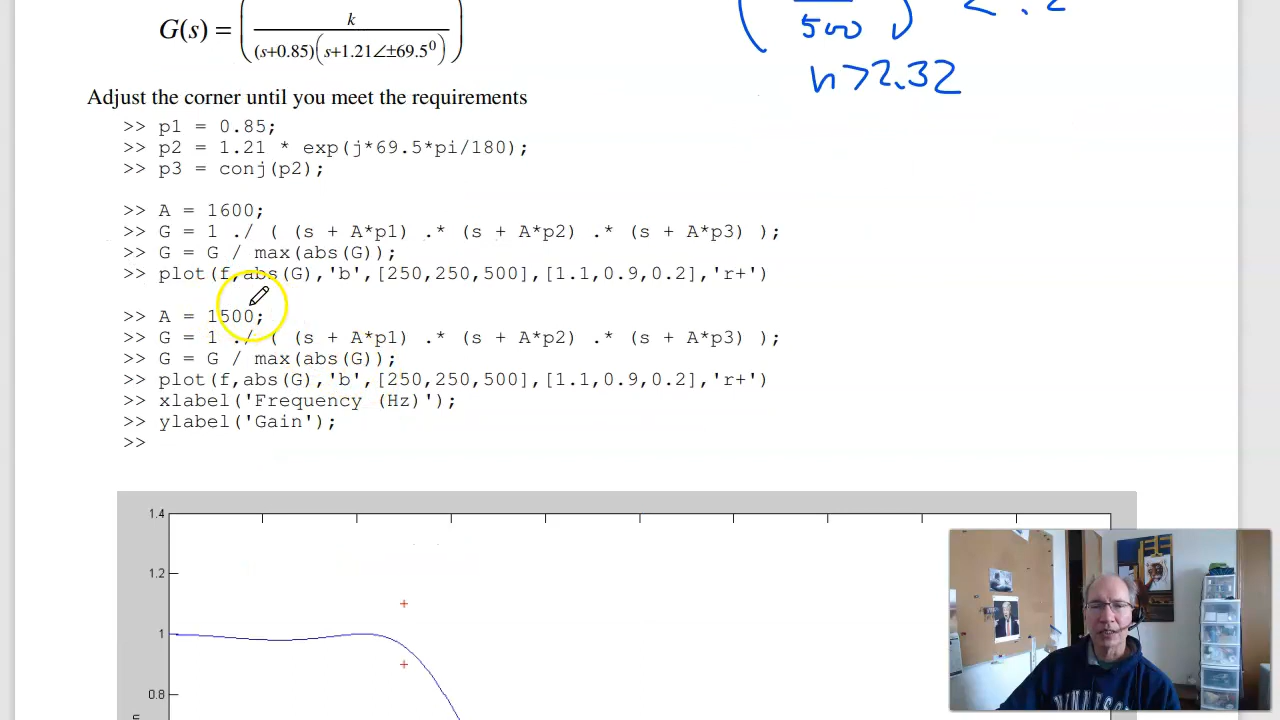 G(s) = ( k / (s+0.85)(s+1.21∠±69.5⁰) )
500
n>2.32
Adjust the corner until you meet the requirements
>> p1 = 0.85;
>> p2 = 1.21 * exp(j*69.5*pi/180);
>> p3 = conj(p2);
>> A = 1600;
>> G = 1 ./ ( (s + A*p1) .* (s + A*p2) .* (s + A*p3) );
>> G = G / max(abs(G));
>> plot(f,abs(G),'b',[250,250,500],[1.1,0.9,0.2],'r+')
>> A = 1500;
>> G = 1 ./ ( (s + A*p1) .* (s + A*p2) .* (s + A*p3) );
>> G = G / max(abs(G));
>> plot(f,abs(G),'b',[250,250,500],[1.1,0.9,0.2],'r+')
>> xlabel('Frequency (Hz)');
>> ylabel('Gain');
>>
1.4
1.2
1
0.8